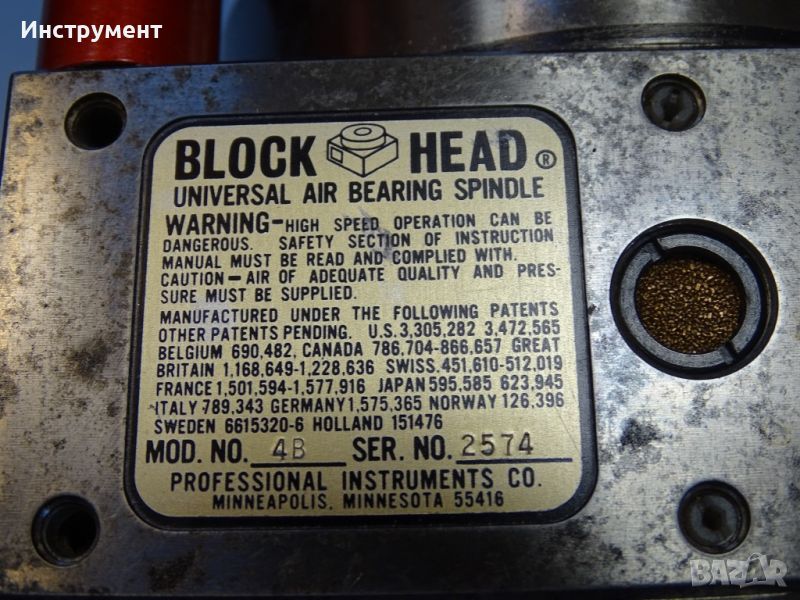 Инструмент
BLOCK HEAD ®
UNIVERSAL AIR BEARING SPINDLE
WARNING-HIGH SPEED OPERATION CAN BE
DANGEROUS. SAFETY SECTION OF INSTRUCTION
MANUAL MUST BE READ AND COMPLIED WITH.
CAUTION-AIR OF ADEQUATE QUALITY AND PRES-
SURE MUST BE SUPPLIED.
MANUFACTURED UNDER THE FOLLOWING PATENTS
OTHER PATENTS PENDING. U.S.3,305,282 3,472,565
BELGIUM 690,482, CANADA 786,704-866,657 GREAT
BRITAIN 1,168,649-1,228,636 SWISS.451,610-512,019
FRANCE 1,501,594-1,577,916 JAPAN 595,585 623,945
ITALY 789,343 GERMANY 1,575,365 NORWAY 126,396
SWEDEN 6615320-6 HOLLAND 151476
MOD. NO. 4B SER. NO. 2574
PROFESSIONAL INSTRUMENTS CO.
MINNEAPOLIS, MINNESOTA 55416
BAZAR